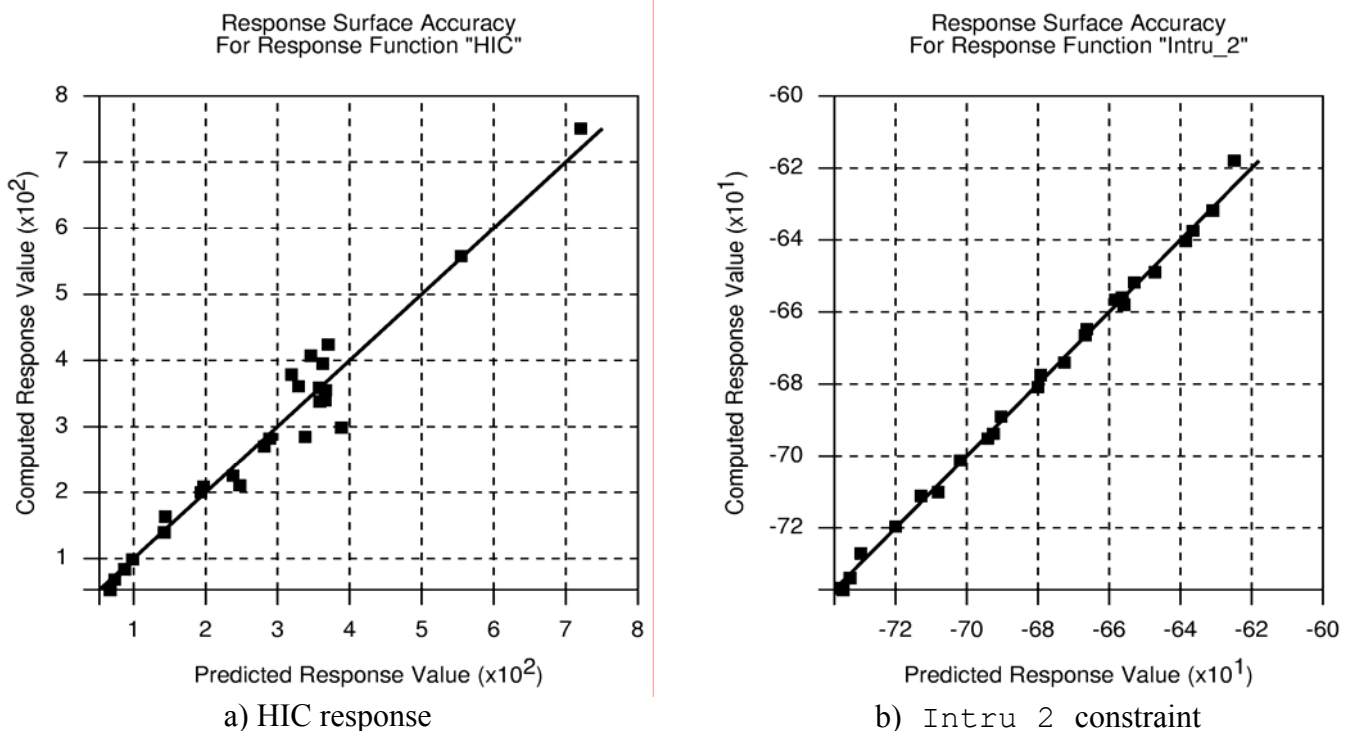 Response Surface Accuracy
For Response Function "HIC"
8
7
6
5
4
3
2
1
Computed Response Value (x10²)
1 2 3 4 5 6 7 8
Predicted Response Value (x10²)
a) HIC response
Response Surface Accuracy
For Response Function "Intru_2"
-60
-62
-64
-66
-68
-70
-72
Computed Response Value (x10¹)
-72 -70 -68 -66 -64 -62 -60
Predicted Response Value (x10¹)
b) Intru 2 constraint